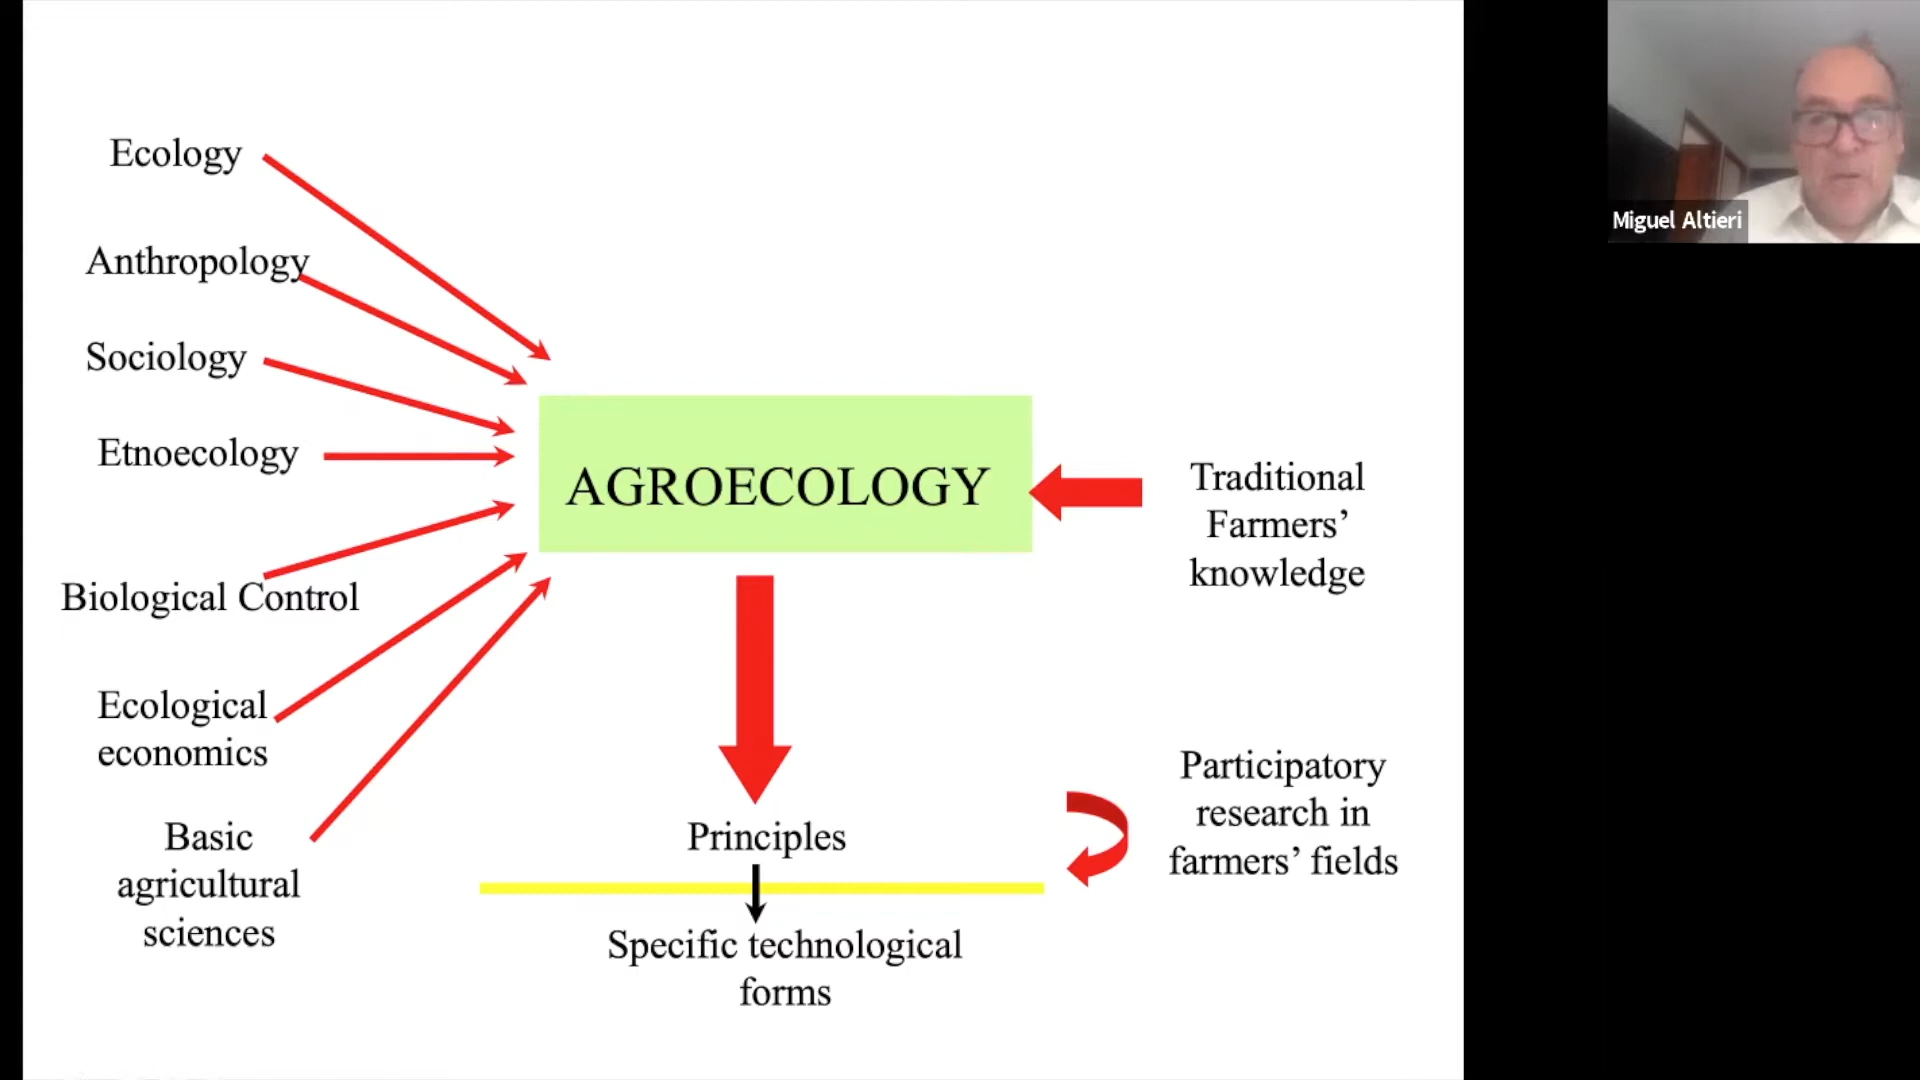 Ecology
Anthropology
Sociology
Etnoecology
Biological Control
Ecological
economics
Basic
agricultural
sciences
AGROECOLOGY
Traditional
Farmers’
knowledge
Principles
Specific technological
forms
Participatory
research in
farmers’ fields
Miguel Altieri